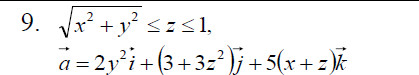 9. √(x² + y²) ≤ z ≤ 1,
a⃗ = 2y²i⃗ + (3 + 3z²)j⃗ + 5(x + z)k⃗